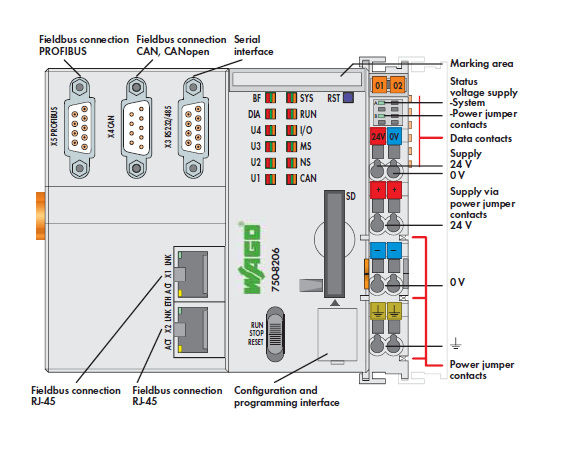 Fieldbus connection
PROFIBUS
Fieldbus connection
CAN, CANopen
Serial
interface
Marking area
Status
voltage supply
-System
-Power jumper
contacts
Data contacts
Supply
24 V
0 V
Supply via
power jumper
contacts
24 V
0 V
Power jumper
contacts
X5 PROFIBUS
X4 CAN
X3 RS232/485
BF SYS RST
DIA RUN
U4 I/O
U3 MS
U2 NS
U1 CAN
01 02
A
B
24V 0V
+ +
− −
SD
WAGO
750-8206
X1 LNK
ETH ACT
X2 LNK
ACT
RUN
STOP
RESET
Fieldbus connection
RJ-45
Fieldbus connection
RJ-45
Configuration and
programming interface